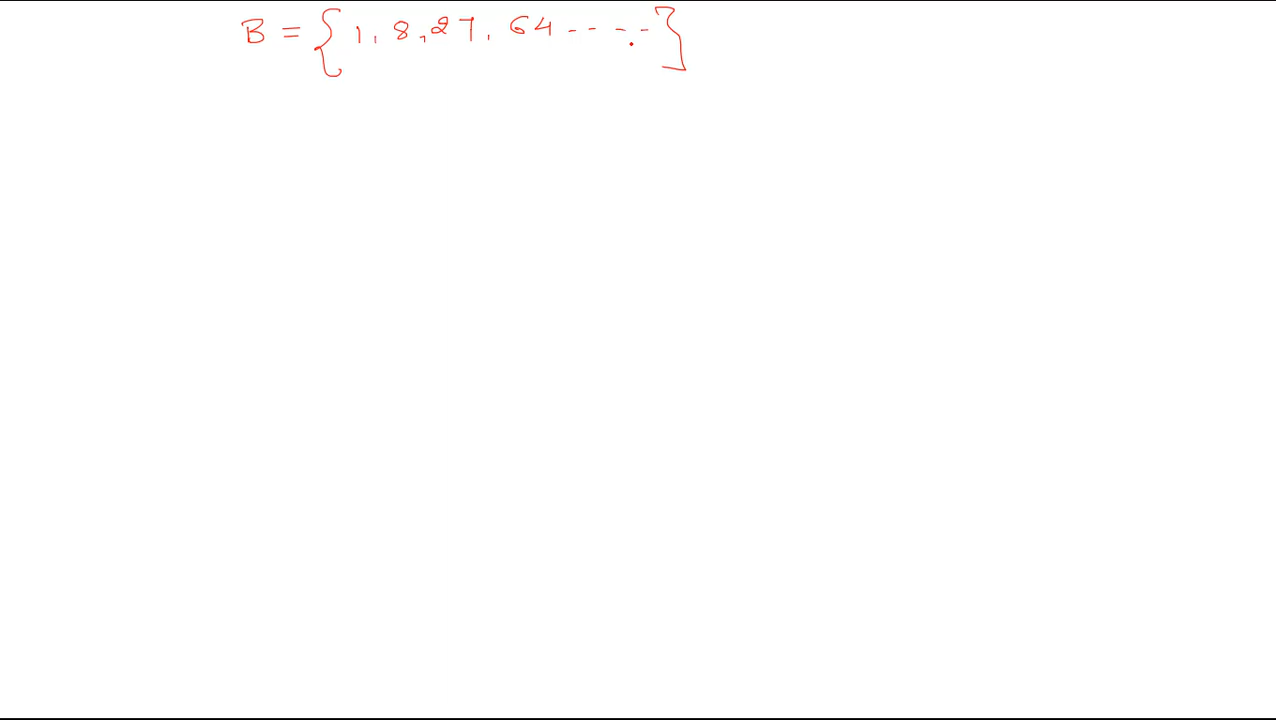 B = { 1, 8, 27, 64 ----- }